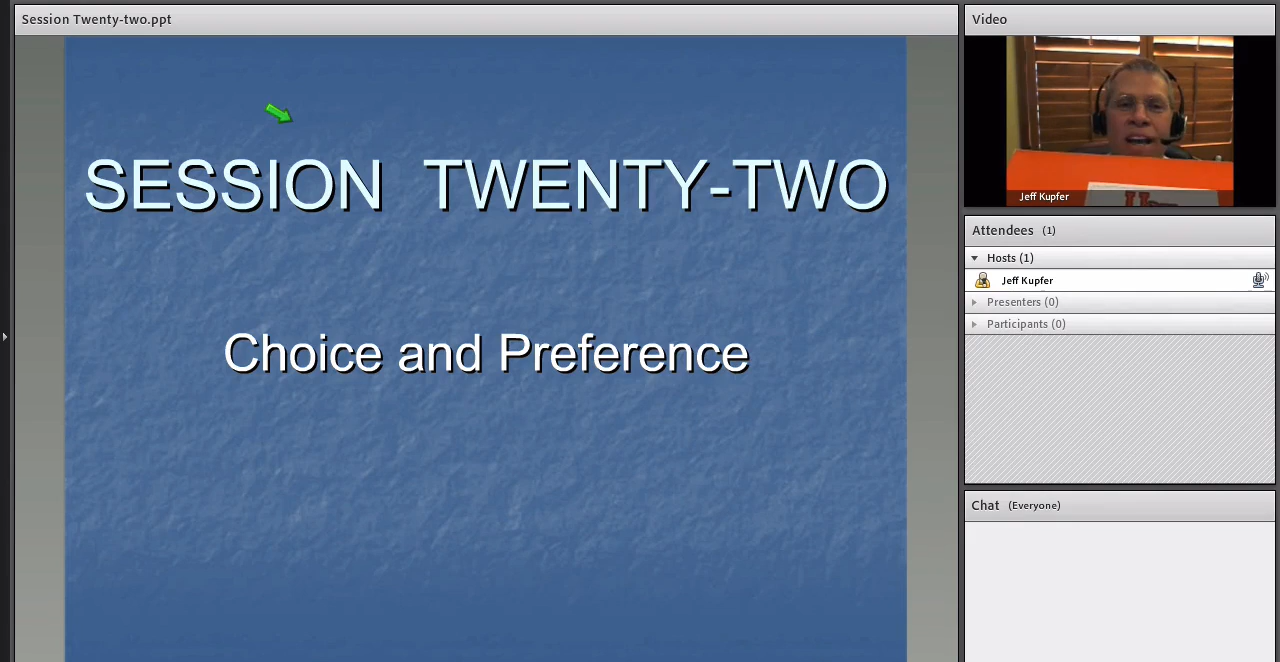 Session Twenty-two.ppt
SESSION TWENTY-TWO
Choice and Preference
Video
Jeff Kupfer
Attendees (1)
Hosts (1)
Jeff Kupfer
Presenters (0)
Participants (0)
Chat (Everyone)